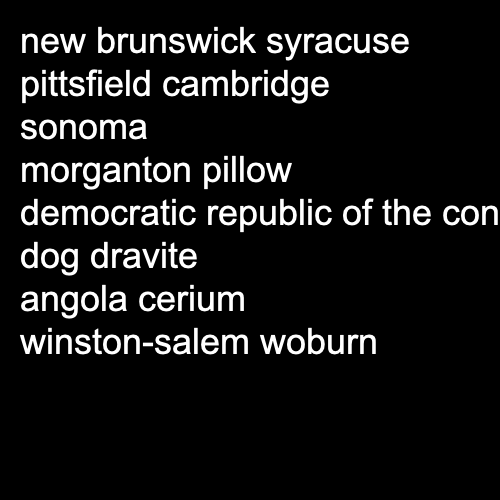 new brunswick syracuse
pittsfield cambridge
sonoma
morganton pillow
democratic republic of the con
dog dravite
angola cerium
winston-salem woburn